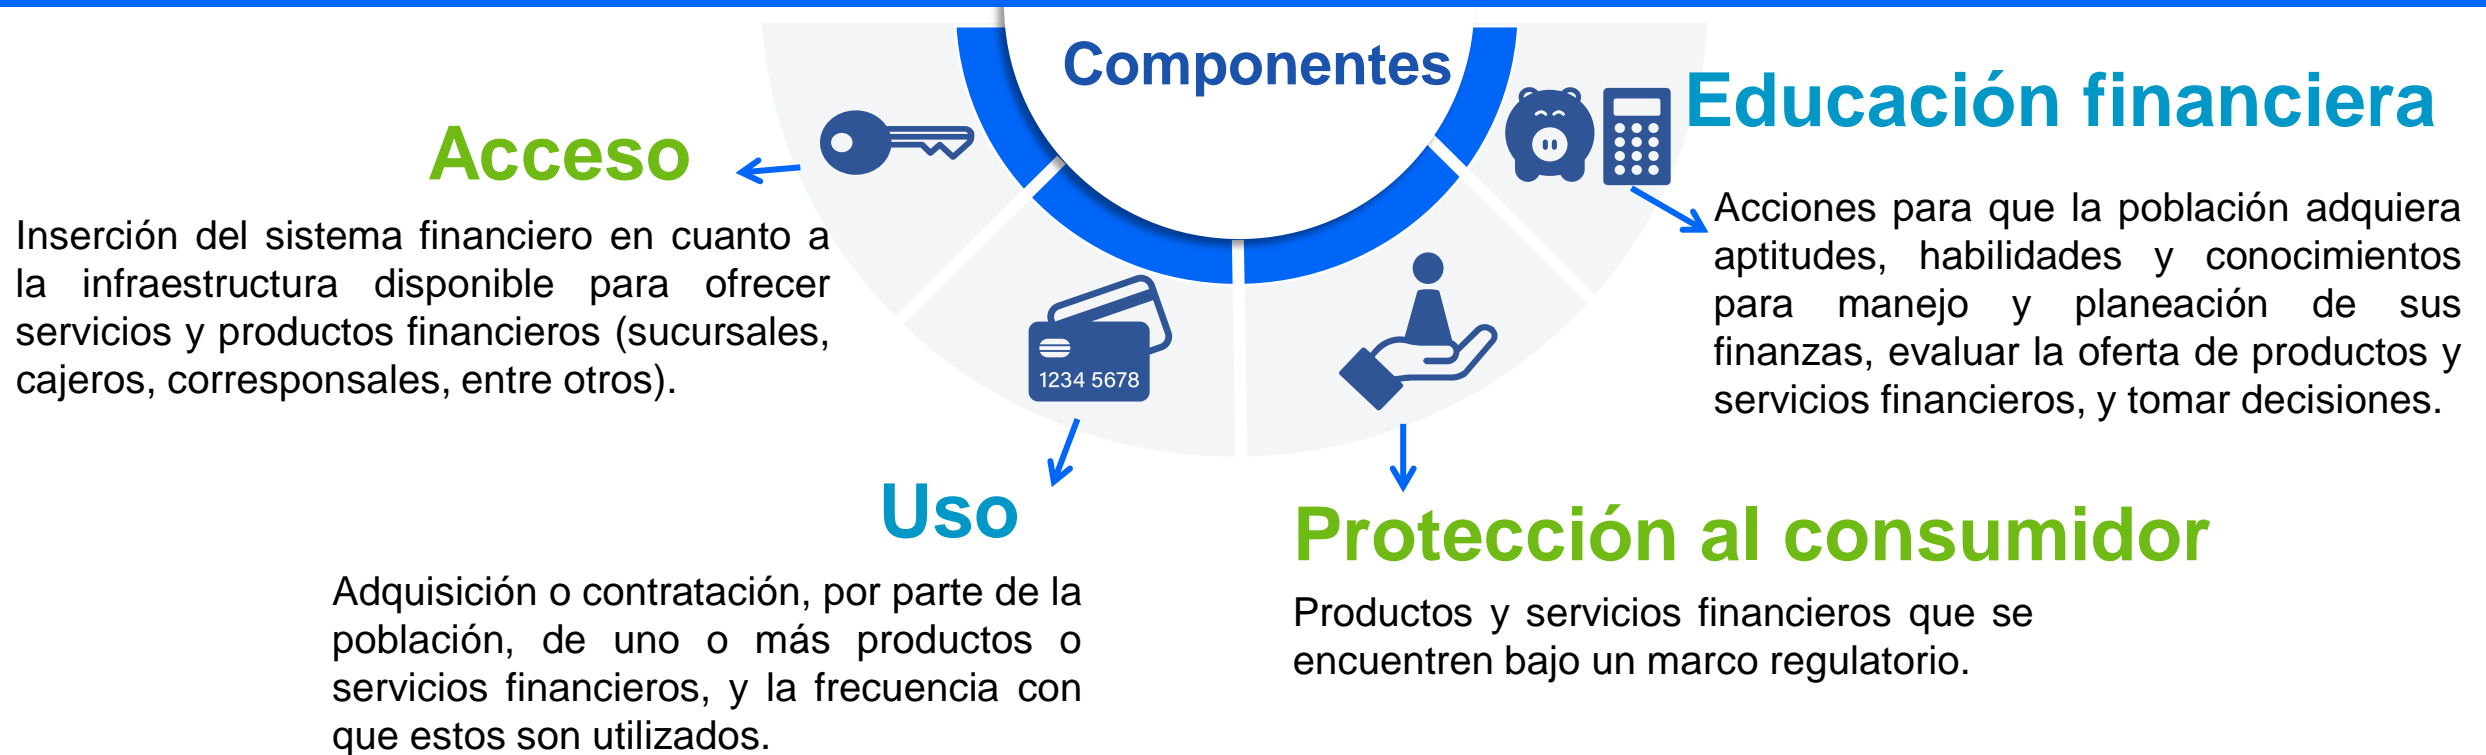 Componentes
Acceso
Inserción del sistema financiero en cuanto a
la infraestructura disponible para ofrecer
servicios y productos financieros (sucursales,
cajeros, corresponsales, entre otros).
1234 5678
Uso
Adquisición o contratación, por parte de la
población, de uno o más productos o
servicios financieros, y la frecuencia con
que estos son utilizados.
Protección al consumidor
Productos y servicios financieros que se
encuentren bajo un marco regulatorio.
Educación financiera
Acciones para que la población adquiera
aptitudes, habilidades y conocimientos
para manejo y planeación de sus
finanzas, evaluar la oferta de productos y
servicios financieros, y tomar decisiones.